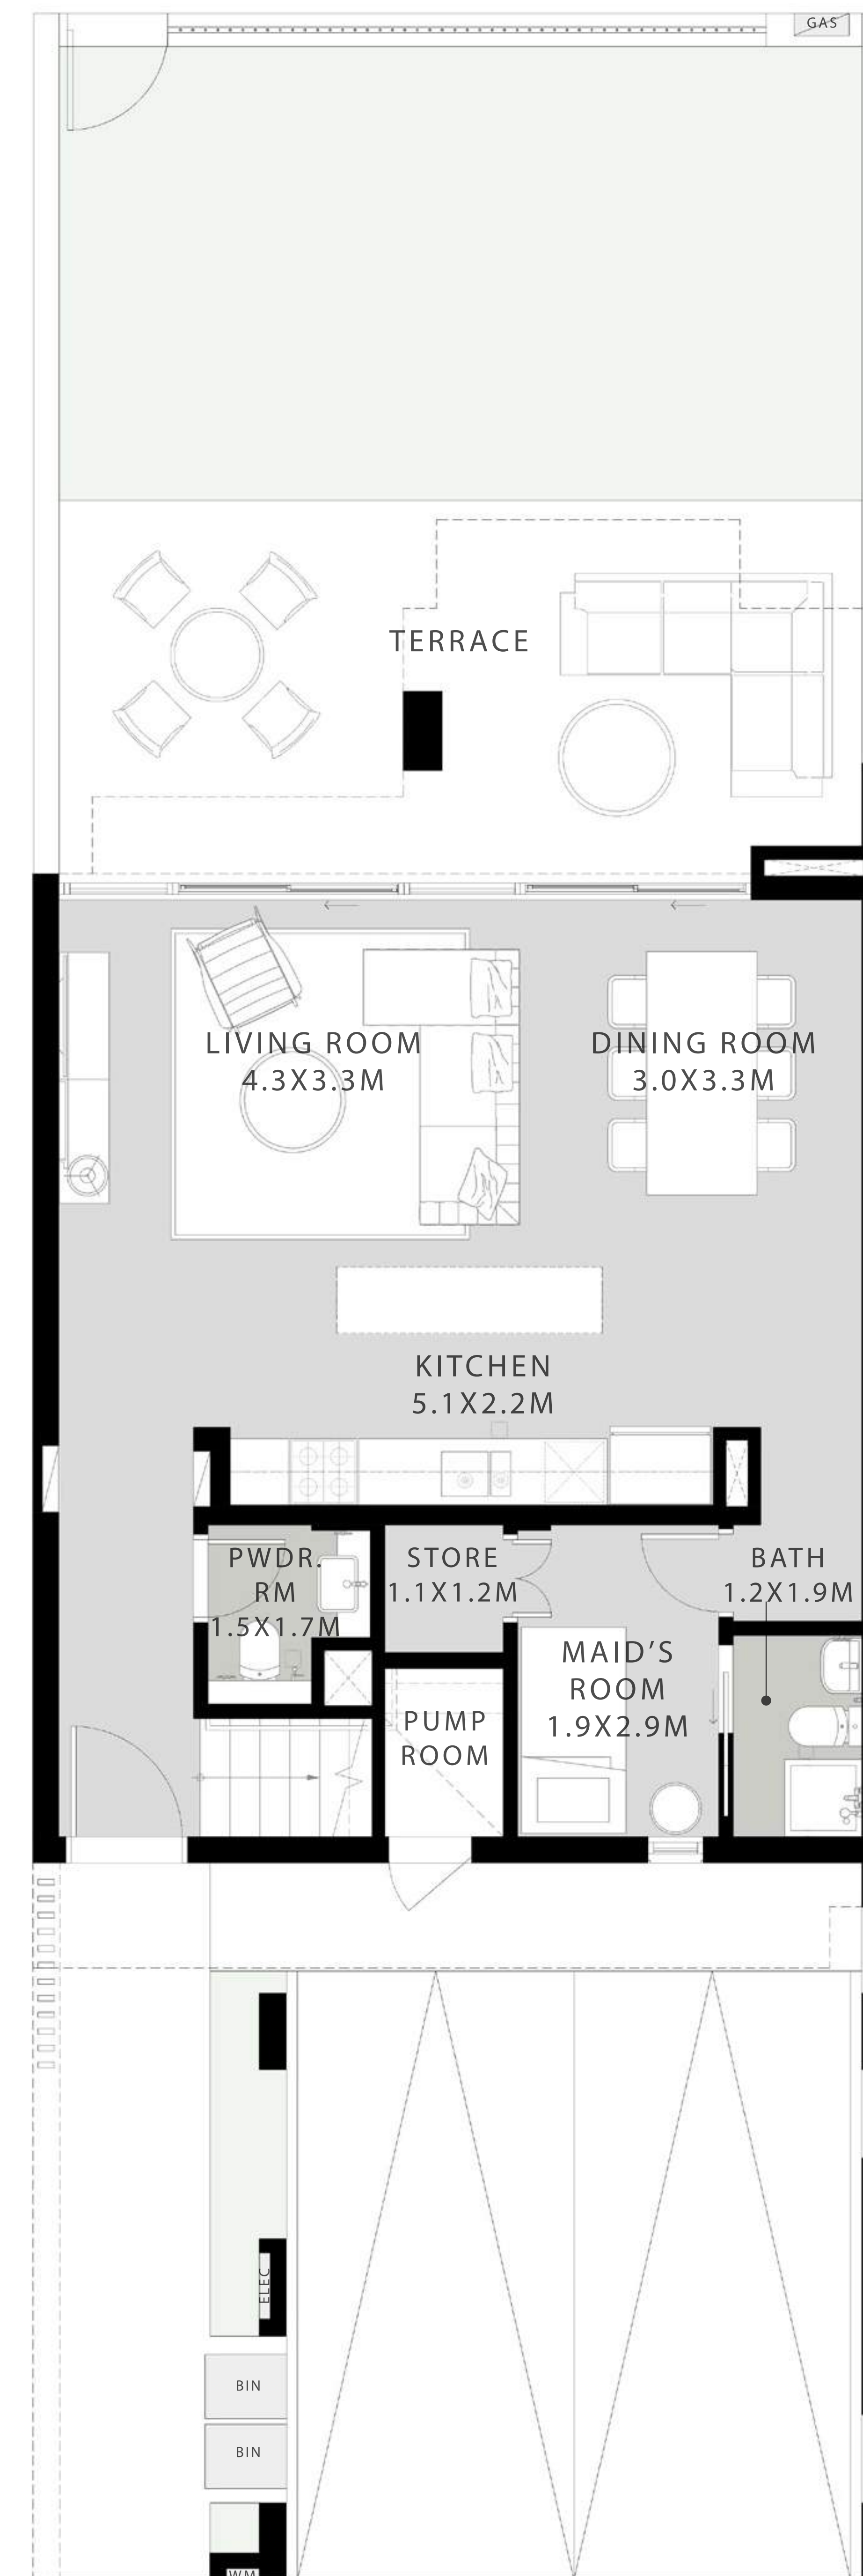 GAS
TERRACE
LIVING ROOM
4.3X3.3M
DINING ROOM
3.0X3.3M
KITCHEN
5.1X2.2M
PWDR.
RM
1.5X1.7M
STORE
1.1X1.2M
BATH
1.2X1.9M
MAID'S
ROOM
1.9X2.9M
PUMP
ROOM
ELEC
BIN
BIN
WM